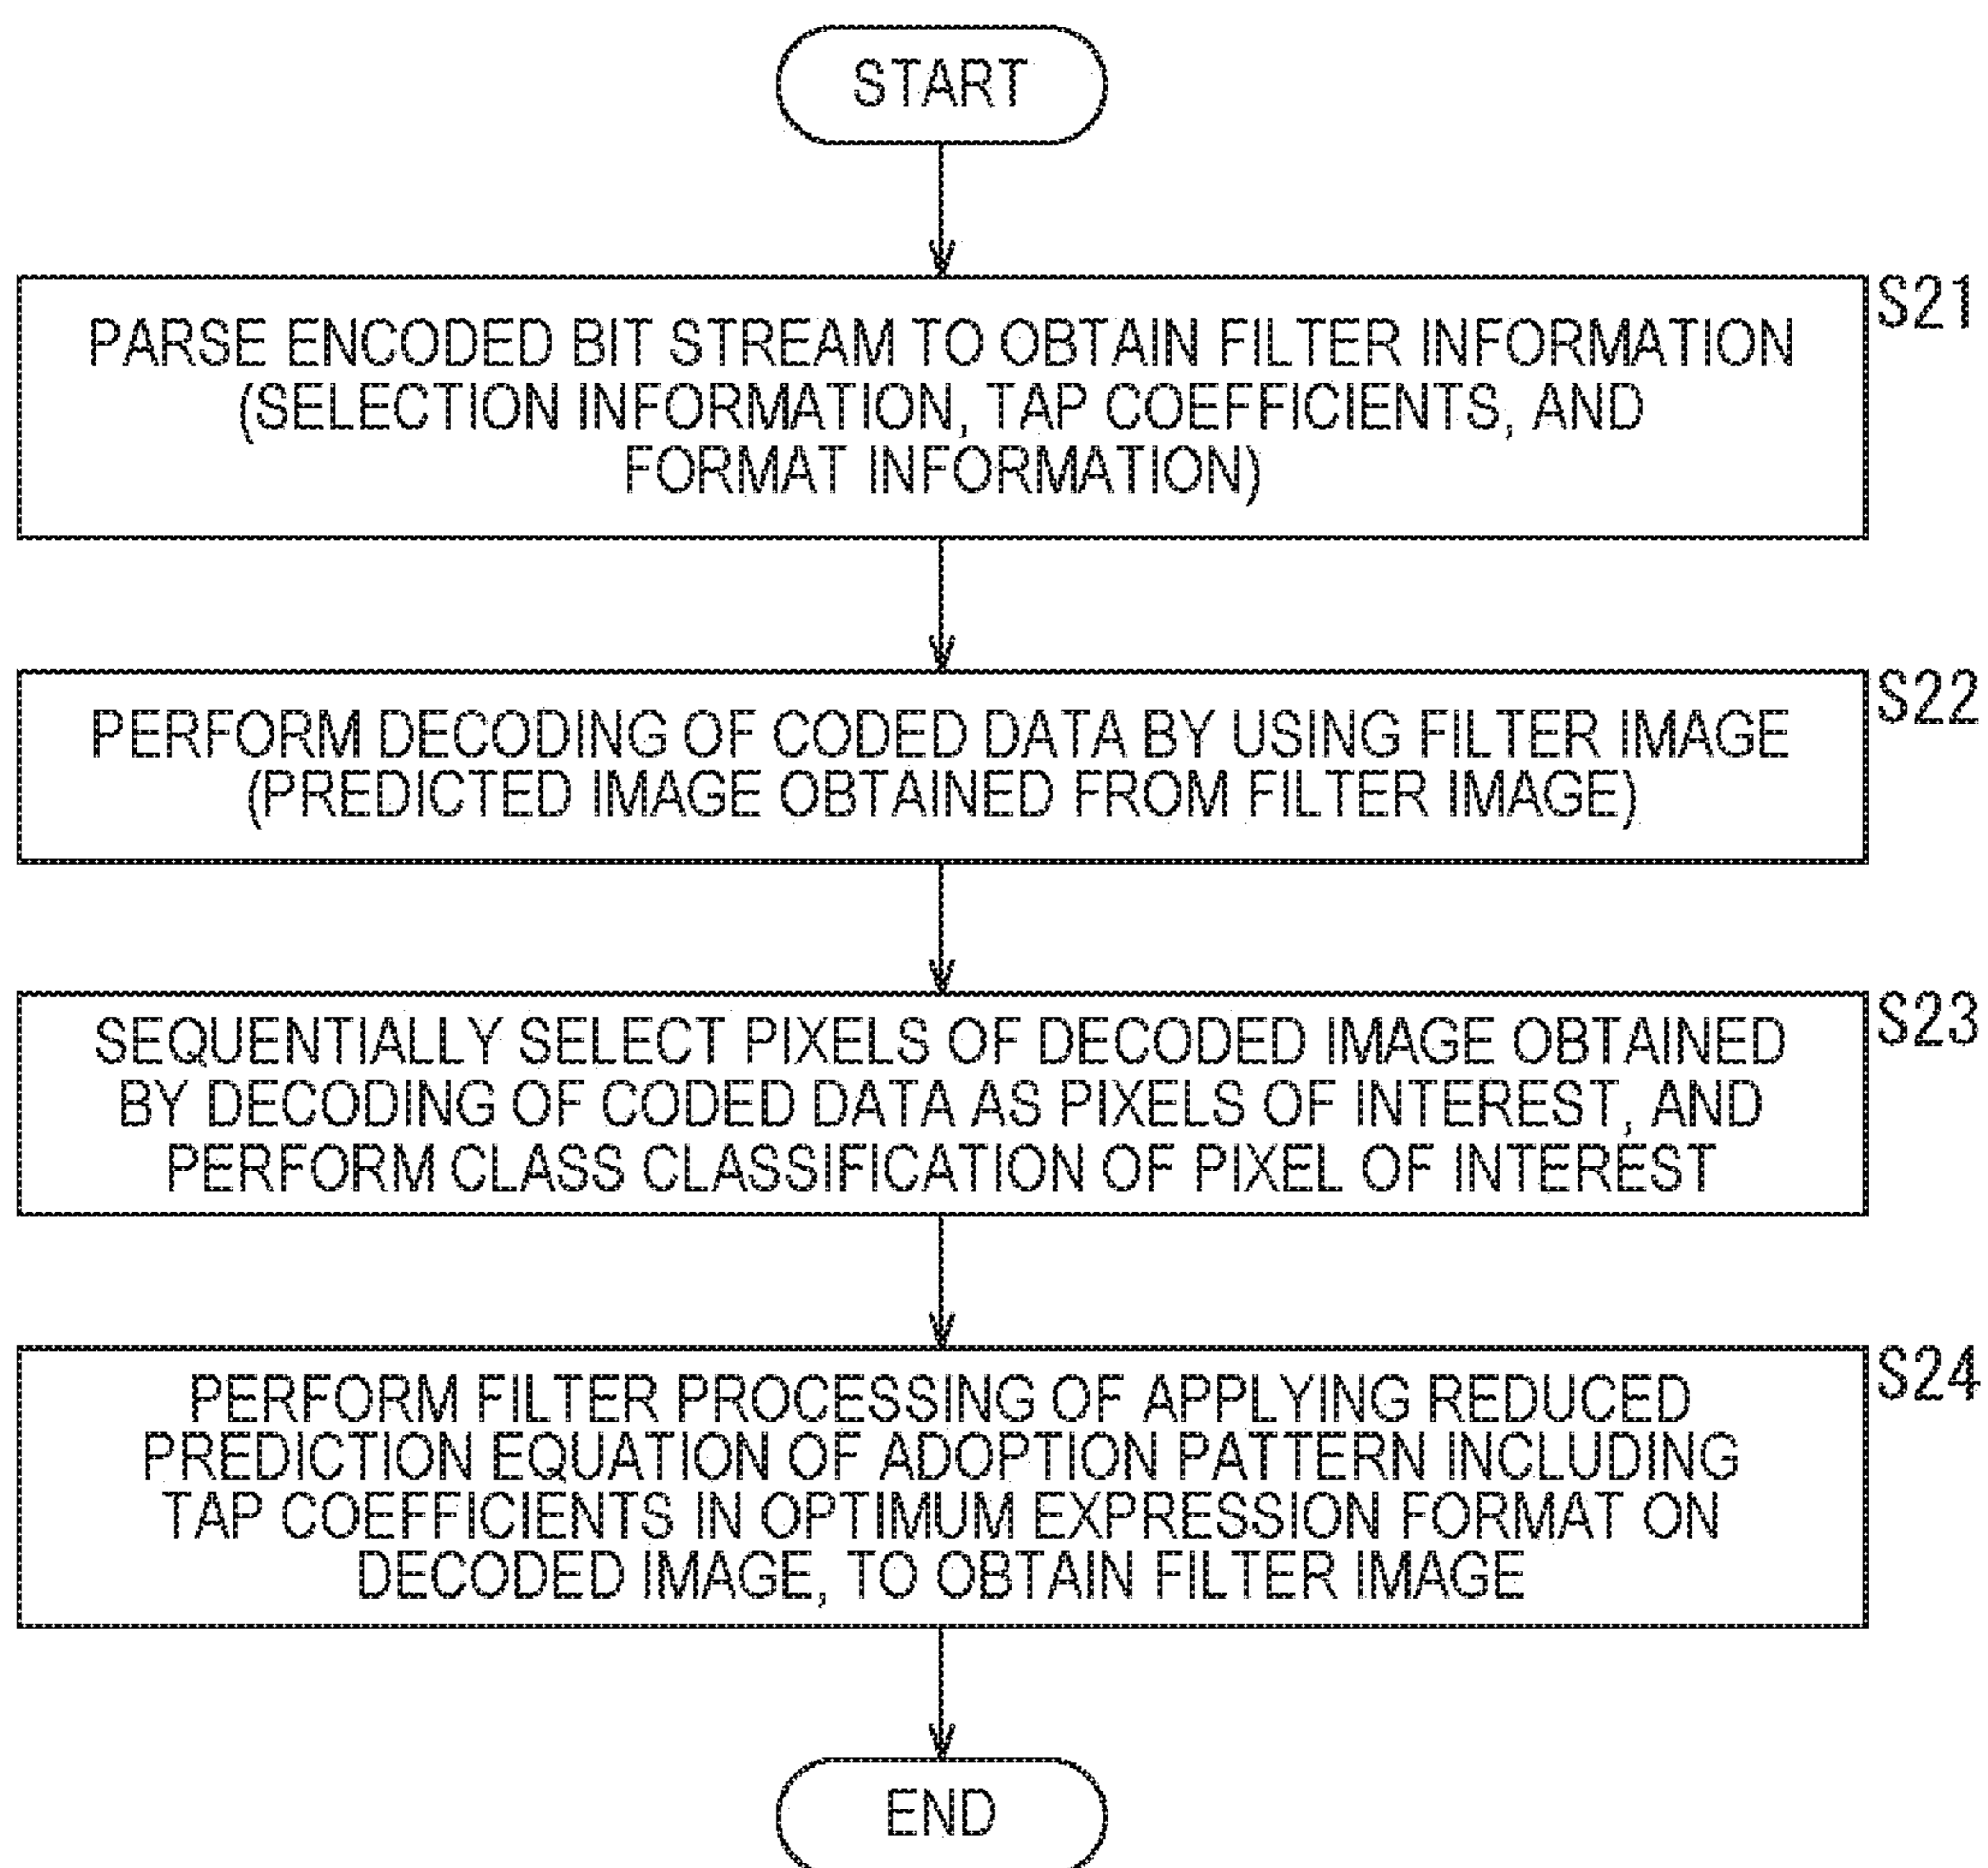 START
S21
PARSE ENCODED BIT STREAM TO OBTAIN FILTER INFORMATION
(SELECTION INFORMATION, TAP COEFFICIENTS, AND
FORMAT INFORMATION)
S22
PERFORM DECODING OF CODED DATA BY USING FILTER IMAGE
(PREDICTED IMAGE OBTAINED FROM FILTER IMAGE)
S23
SEQUENTIALLY SELECT PIXELS OF DECODED IMAGE OBTAINED
BY DECODING OF CODED DATA AS PIXELS OF INTEREST, AND
PERFORM CLASS CLASSIFICATION OF PIXEL OF INTEREST
S24
PERFORM FILTER PROCESSING OF APPLYING REDUCED
PREDICTION EQUATION OF ADOPTION PATTERN INCLUDING
TAP COEFFICIENTS IN OPTIMUM EXPRESSION FORMAT ON
DECODED IMAGE, TO OBTAIN FILTER IMAGE
END